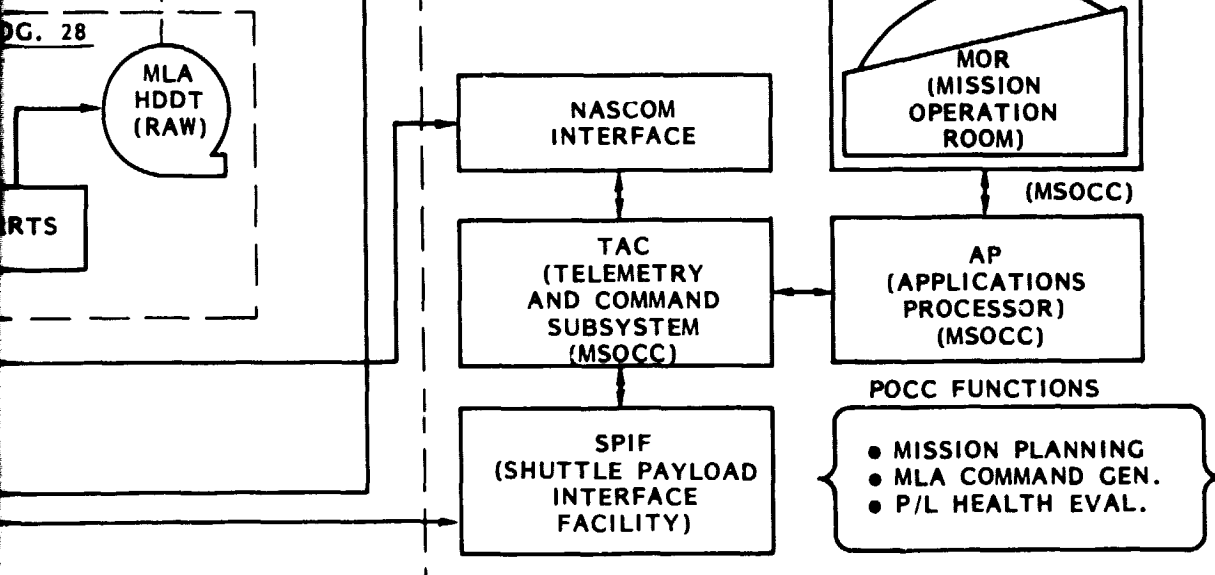 DG. 28
MLA
HDDT
(RAW)
RTS
NASCOM
INTERFACE
TAC
(TELEMETRY
AND COMMAND
SUBSYSTEM
(MSOCC)
SPIF
(SHUTTLE PAYLOAD
INTERFACE
FACILITY)
MOR
(MISSION
OPERATION
ROOM)
(MSOCC)
AP
(APPLICATIONS
PROCESSOR)
(MSOCC)
POCC FUNCTIONS
● MISSION PLANNING
● MLA COMMAND GEN.
● P/L HEALTH EVAL.